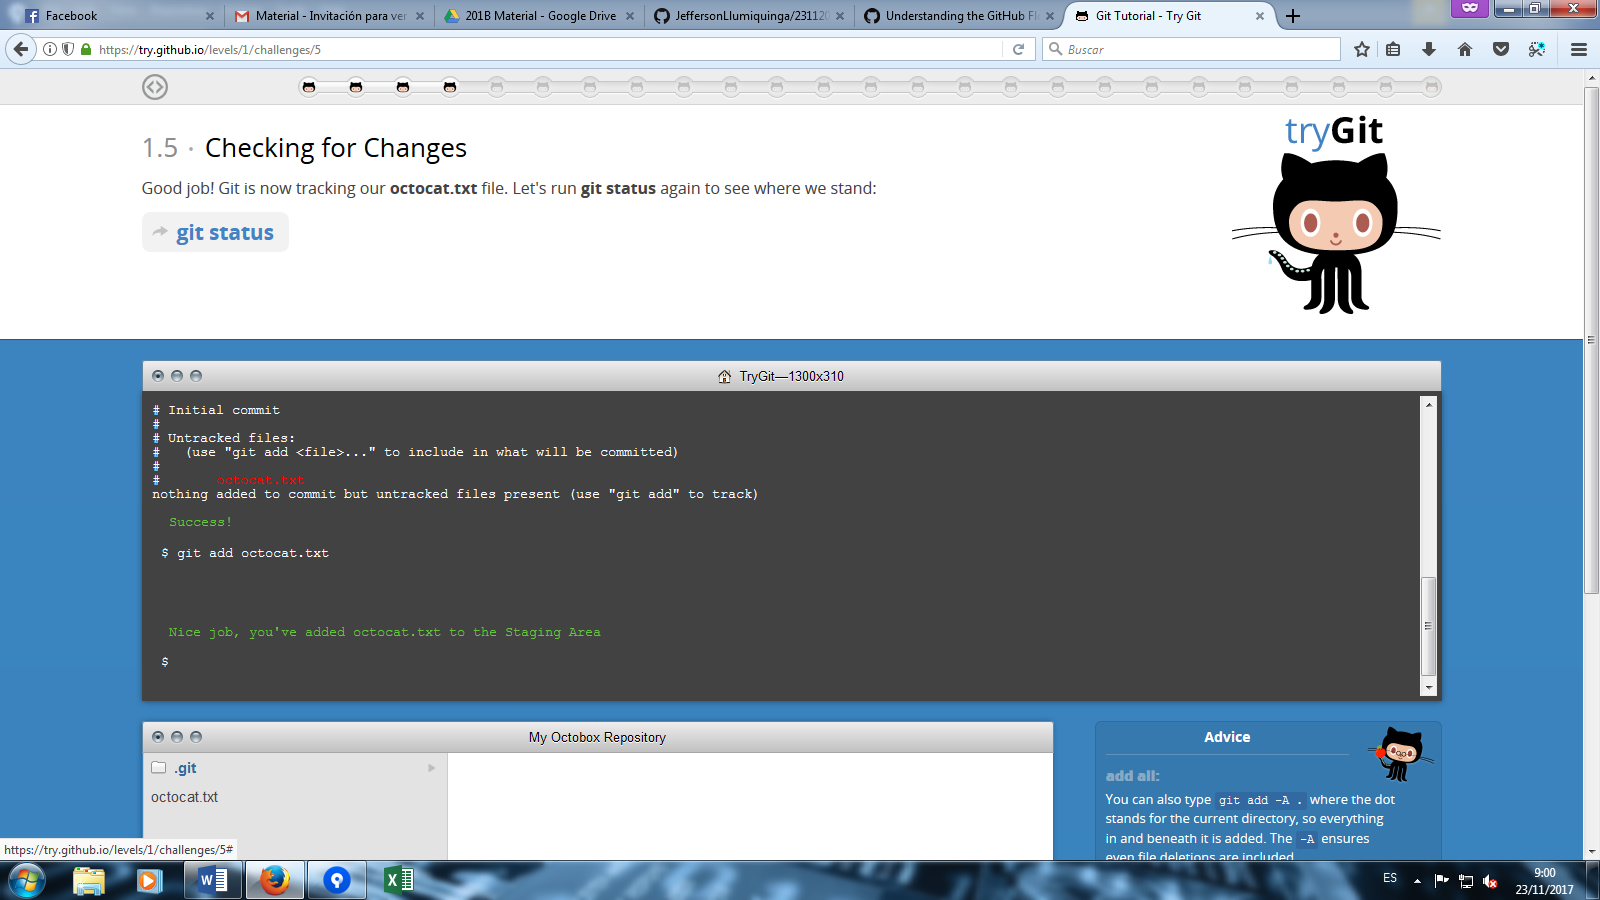 Facebook
Material - Invitación para ver
201B Material - Google Drive
JeffersonLlumiquinga/231120
Understanding the GitHub Fl
Git Tutorial - Try Git
https://try.github.io/levels/1/challenges/5
Buscar
1.5 · Checking for Changes
tryGit
Good job! Git is now tracking our octocat.txt file. Let's run git status again to see where we stand:
git status
TryGit—1300x310
# Initial commit
#
# Untracked files:
#   (use "git add <file>..." to include in what will be committed)
#
#       octocat.txt
nothing added to commit but untracked files present (use "git add" to track)
Success!
$ git add octocat.txt
Nice job, you've added octocat.txt to the Staging Area
$
My Octobox Repository
.git
octocat.txt
Advice
add all:
You can also type git add -A . where the dot
stands for the current directory, so everything
in and beneath it is added. The -A ensures
even file deletions are included.
https://try.github.io/levels/1/challenges/5#
ES
9:00
23/11/2017